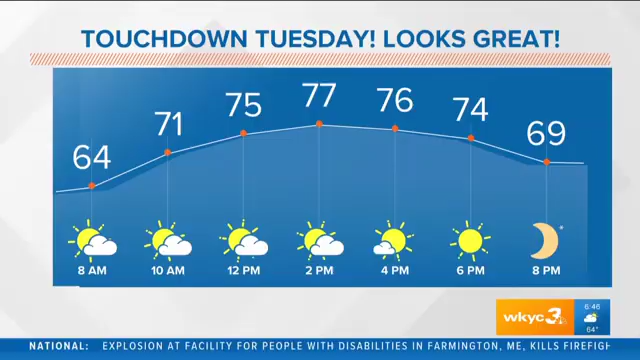 TOUCHDOWN TUESDAY! LOOKS GREAT!
64 71 75 77 76 74 69
8 AM 10 AM 12 PM 2 PM 4 PM 6 PM 8 PM
wkyc 3 6:46
64°
NATIONAL: EXPLOSION AT FACILITY FOR PEOPLE WITH DISABILITIES IN FARMINGTON, ME, KILLS FIREFIGH